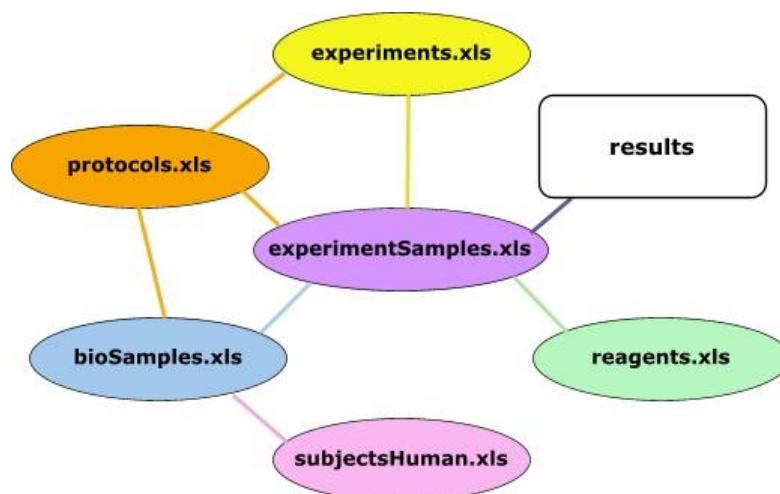 experiments.xls
results
protocols.xls
experimentSamples.xls
bioSamples.xls
reagents.xls
subjectsHuman.xls